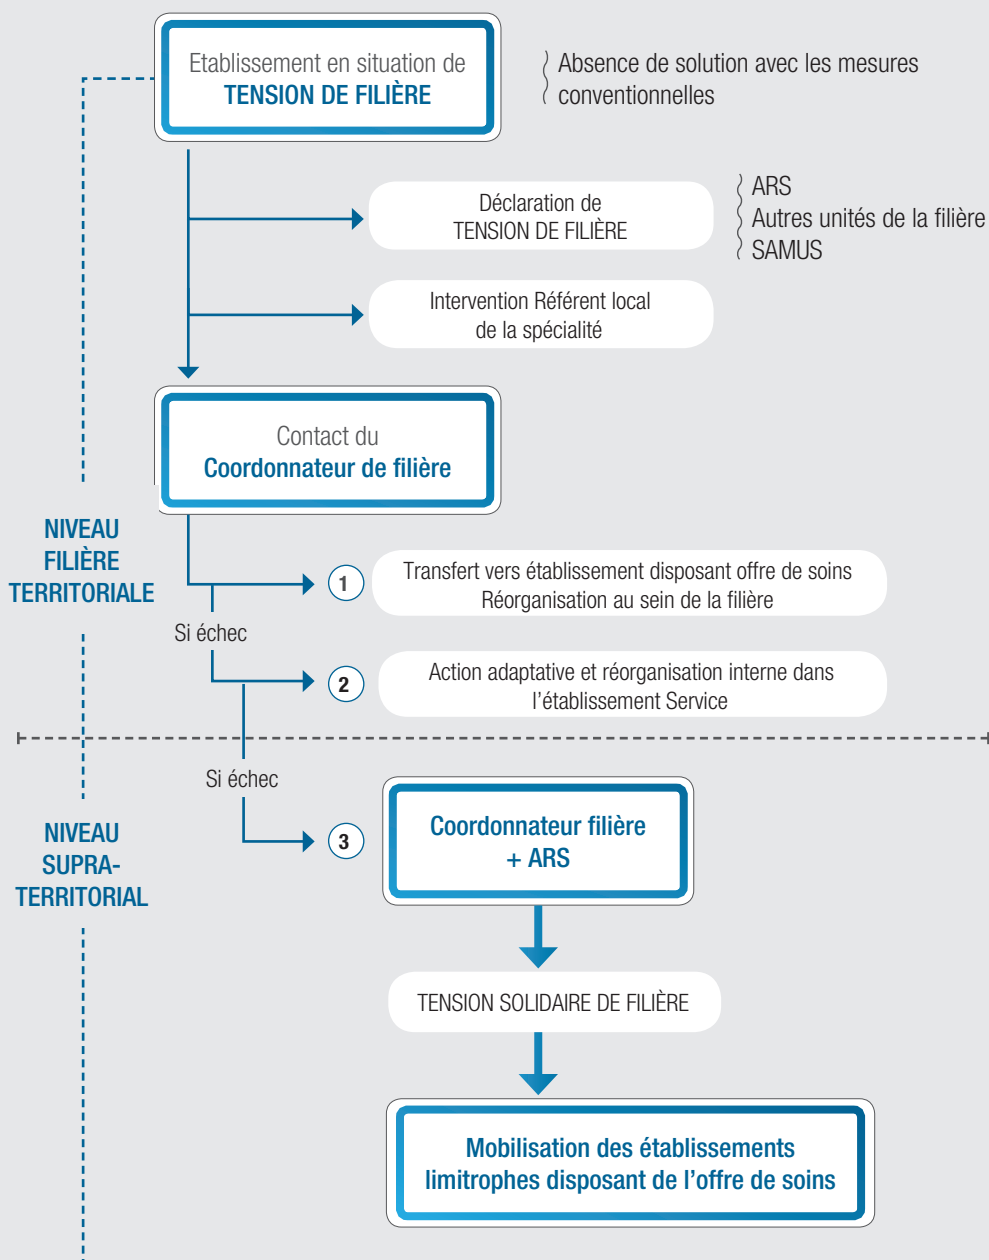 Etablissement en situation de
TENSION DE FILIÈRE
Absence de solution avec les mesures
conventionnelles
Déclaration de
TENSION DE FILIÈRE
ARS
Autres unités de la filière
SAMUS
Intervention Référent local
de la spécialité
Contact du
Coordonnateur de filière
NIVEAU
FILIÈRE
TERRITORIALE
1
Transfert vers établissement disposant offre de soins
Réorganisation au sein de la filière
Si échec
2
Action adaptative et réorganisation interne dans
l'établissement Service
Si échec
NIVEAU
SUPRA-
TERRITORIAL
3
Coordonnateur filière
+ ARS
TENSION SOLIDAIRE DE FILIÈRE
Mobilisation des établissements
limitrophes disposant de l'offre de soins